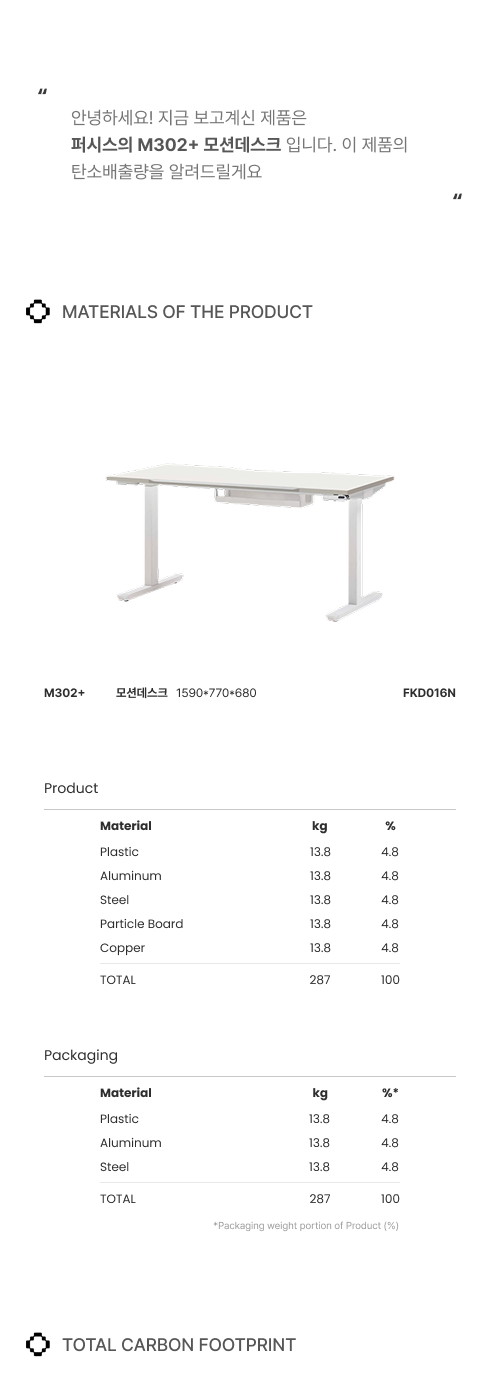 “
안녕하세요! 지금 보고계신 제품은
퍼시스의 M302+ 모션데스크 입니다. 이 제품의
탄소배출량을 알려드릴게요
“
MATERIALS OF THE PRODUCT
M302+ 모션데스크 1590*770*680 FKD016N
Product
Material kg %
Plastic 13.8 4.8
Aluminum 13.8 4.8
Steel 13.8 4.8
Particle Board 13.8 4.8
Copper 13.8 4.8
TOTAL 287 100
Packaging
Material kg %*
Plastic 13.8 4.8
Aluminum 13.8 4.8
Steel 13.8 4.8
TOTAL 287 100
*Packaging weight portion of Product (%)
TOTAL CARBON FOOTPRINT